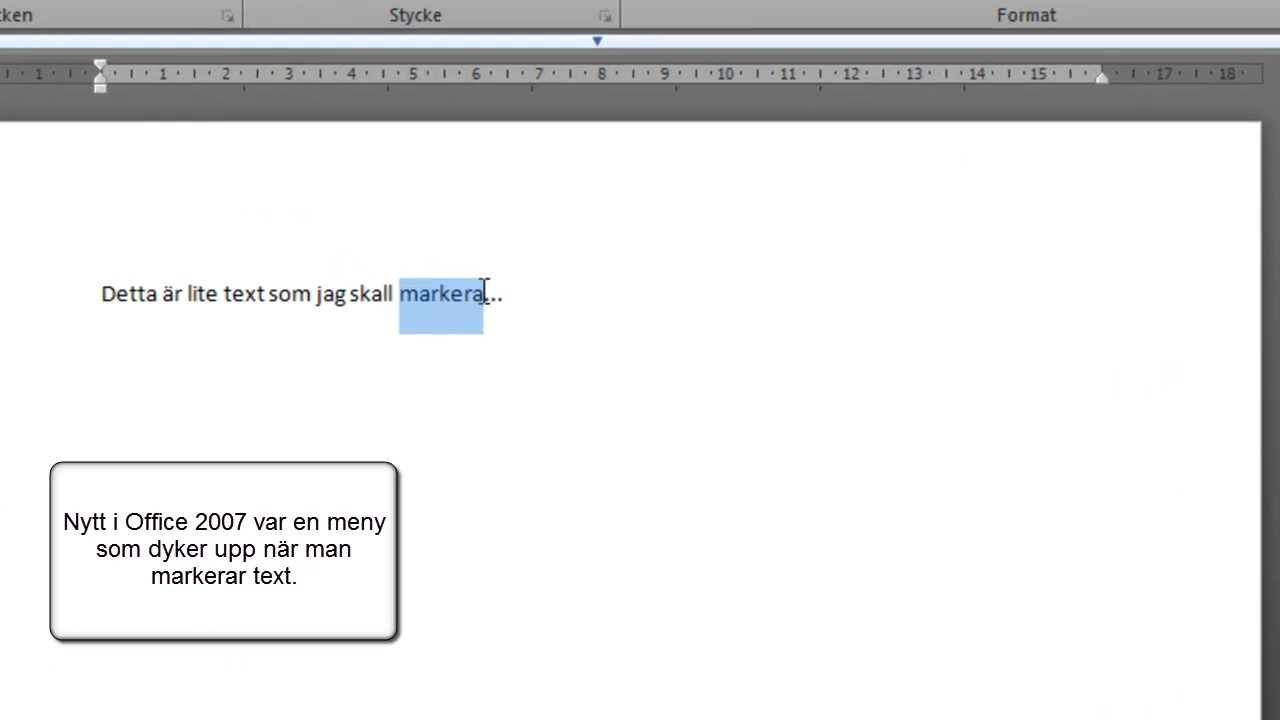 cken Stycke Format
1 1 2 3 4 5 6 7 8 9 10 11 12 13 14 15 17 18
Detta är lite text som jag skall markera...
Nytt i Office 2007 var en meny
som dyker upp när man
markerar text.